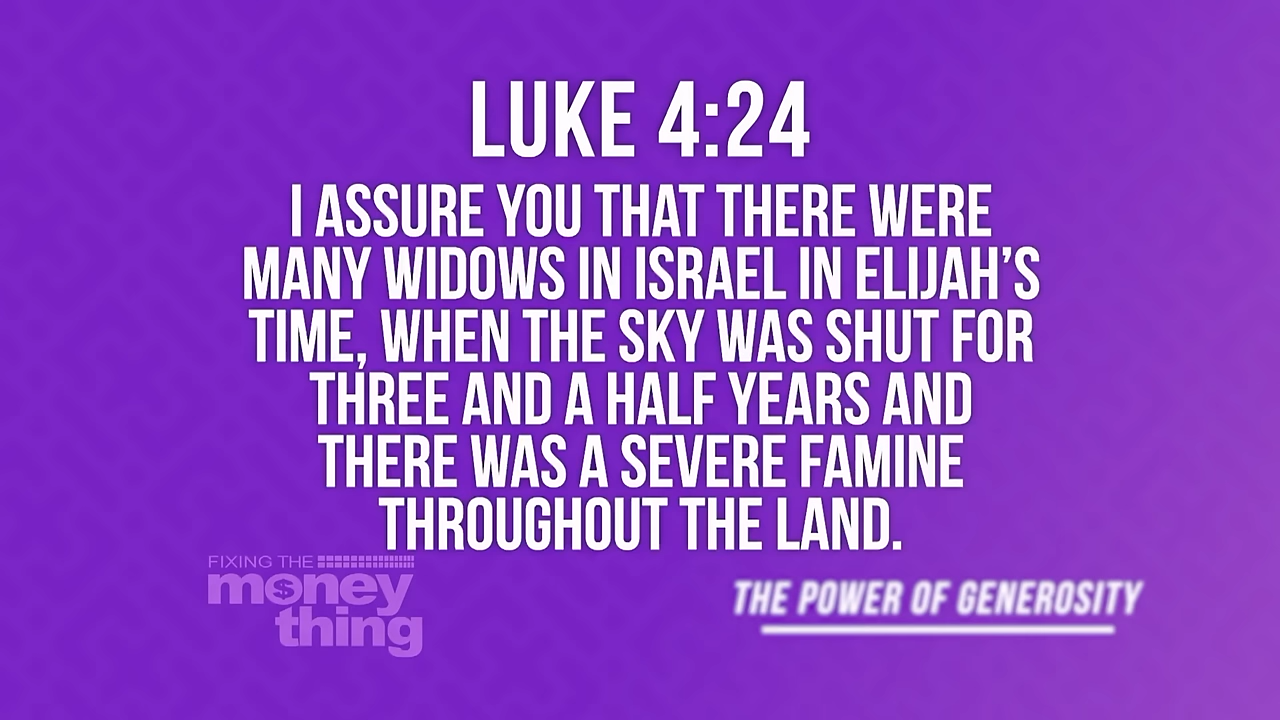 LUKE 4:24
I ASSURE YOU THAT THERE WERE
MANY WIDOWS IN ISRAEL IN ELIJAH'S
TIME, WHEN THE SKY WAS SHUT FOR
THREE AND A HALF YEARS AND
THERE WAS A SEVERE FAMINE
THROUGHOUT THE LAND.
FIXING THE
money
thing
THE POWER OF GENEROSITY